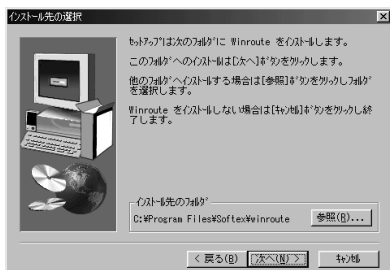 インストール先の選択
ｾｯﾄｱｯﾌﾟは次のﾌｫﾙﾀﾞへ Winroute をｲﾝｽﾄｰﾙします。
このﾌｫﾙﾀﾞへのｲﾝｽﾄｰﾙは[次へ]ﾎﾞﾀﾝをｸﾘｯｸします。
他のﾌｫﾙﾀﾞへｲﾝｽﾄｰﾙする場合は[参照]ﾎﾞﾀﾝをｸﾘｯｸしﾌｫﾙﾀﾞ
を選択します。
Winroute をｲﾝｽﾄｰﾙしない場合は[ｷｬﾝｾﾙ]ﾎﾞﾀﾝをｸﾘｯｸし終
了します。
ｲﾝｽﾄｰﾙ先のﾌｫﾙﾀﾞ
C:¥Program Files¥Softex¥winroute
参照(R)...
< 戻る(B)
次へ(N) >
ｷｬﾝｾﾙ